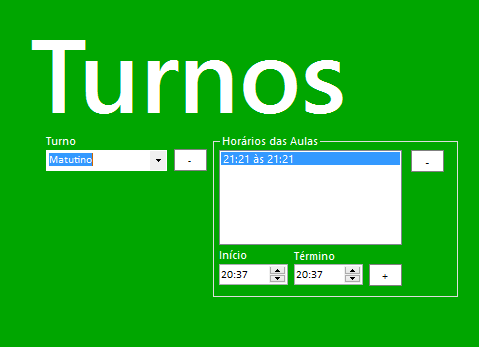 Turnos
Turno
Matutino
-
Horários das Aulas
21:21 às 21:21
-
Início
Término
20:37
20:37
+